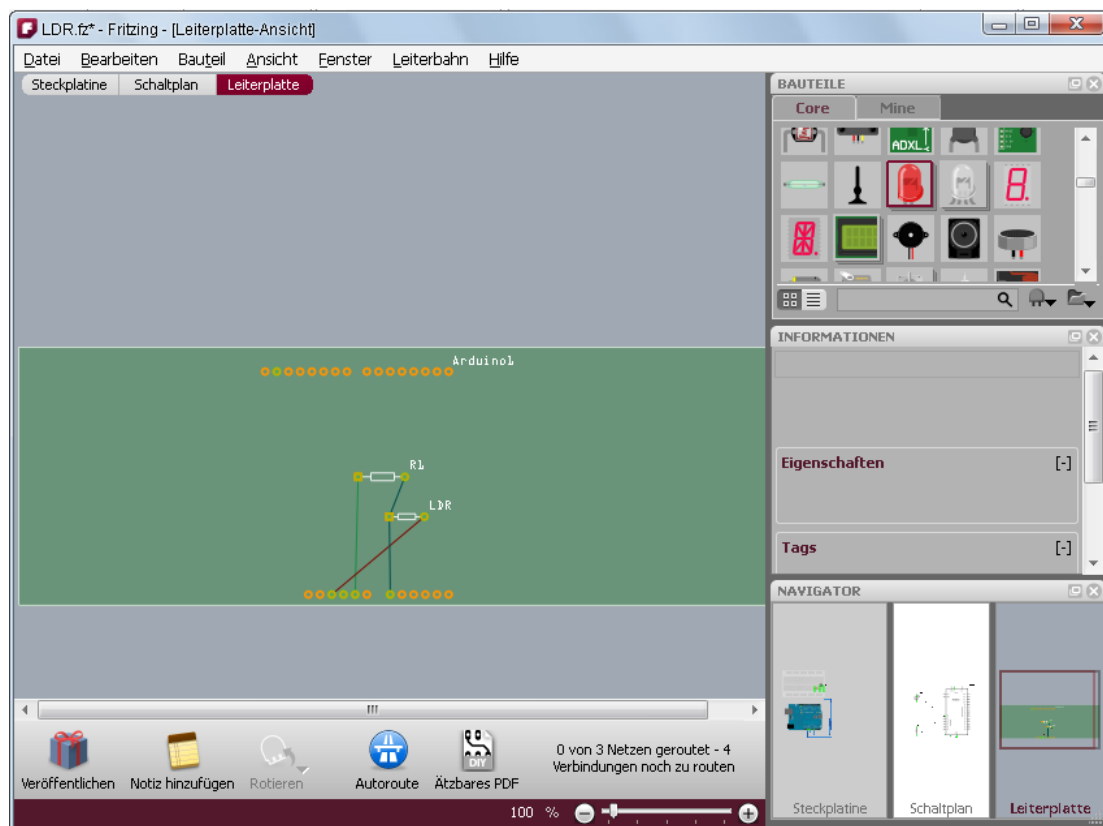 LDR.fz* - Fritzing - [Leiterplatte-Ansicht]
Datei Bearbeiten Bauteil Ansicht Fenster Leiterbahn Hilfe
Steckplatine Schaltplan Leiterplatte
BAUTEILE
Core Mine
ADXL
8.
INFORMATIONEN
Eigenschaften [-]
Tags [-]
Arduino1
R1
LDR
NAVIGATOR
Steckplatine Schaltplan Leiterplatte
DIY
Veröffentlichen Notiz hinzufügen Rotieren Autoroute Ätzbares PDF
0 von 3 Netzen geroutet - 4
Verbindungen noch zu routen
100 %